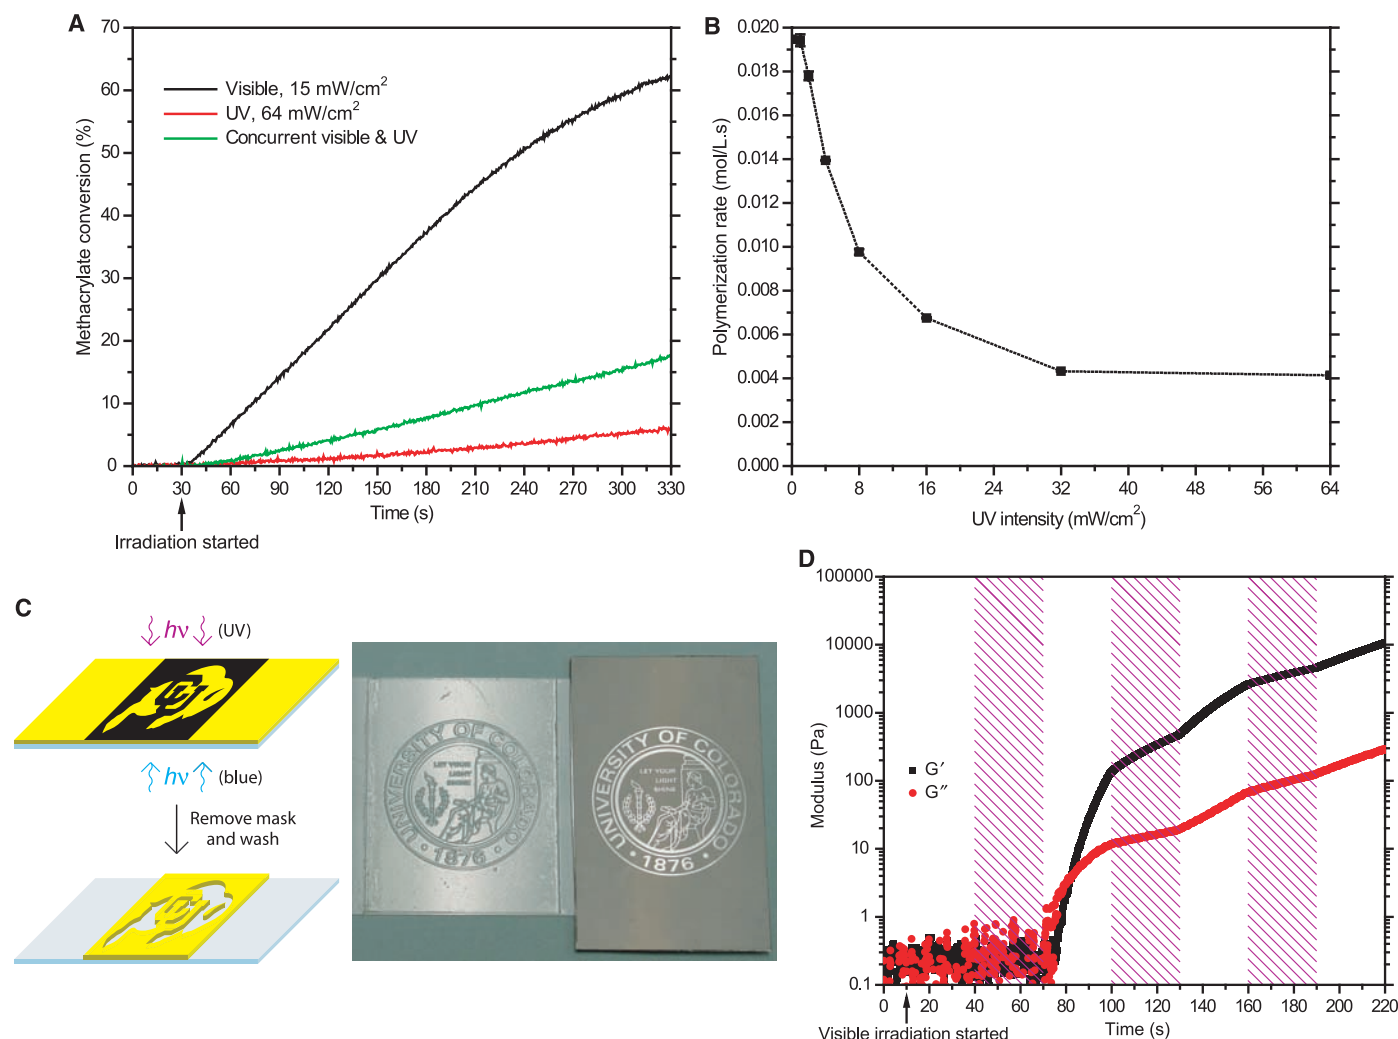 A
70
60
50
40
30
20
10
0
Methacrylate conversion (%)
Visible, 15 mW/cm²
UV, 64 mW/cm²
Concurrent visible & UV
0 30 60 90 120 150 180 210 240 270 300 330
Time (s)
Irradiation started
B
0.020
0.018
0.016
0.014
0.012
0.010
0.008
0.006
0.004
0.002
0.000
Polymerization rate (mol/L.s)
0 8 16 24 32 40 48 56 64
UV intensity (mW/cm²)
C
hν (UV)
CU
hν (blue)
Remove mask
and wash
CU
UNIVERSITY OF COLORADO
LET YOUR
LIGHT
SHINE
· 1876 ·
UNIVERSITY OF COLORADO
LET YOUR
LIGHT
SHINE
· 1876 ·
D
100000
10000
1000
100
10
1
0.1
Modulus (Pa)
G′
G″
0 20 40 60 80 100 120 140 160 180 200 220
Time (s)
Visible irradiation started